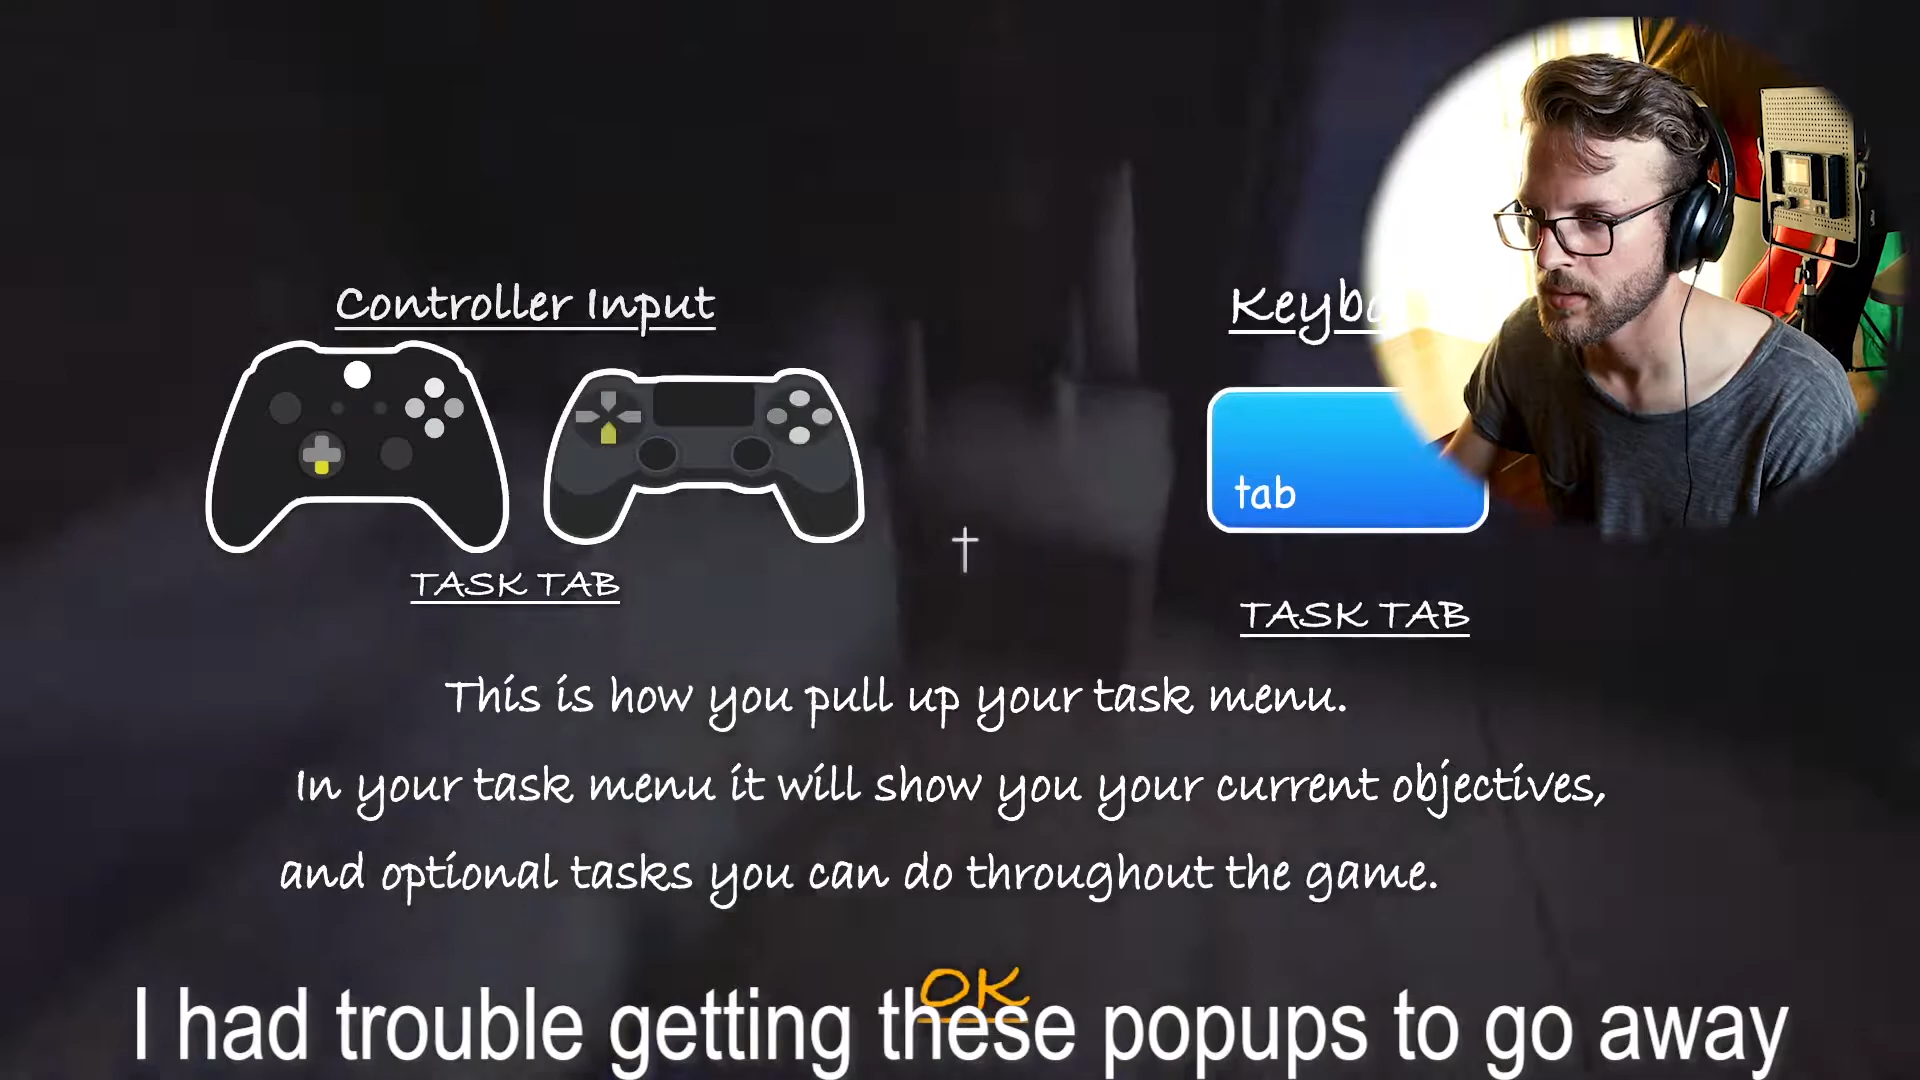 Controller Input
Keybo
tab
TASK TAB
TASK TAB
This is how you pull up your task menu.
In your task menu it will show you your current objectives,
and optional tasks you can do throughout the game.
OK
I had trouble getting these popups to go away